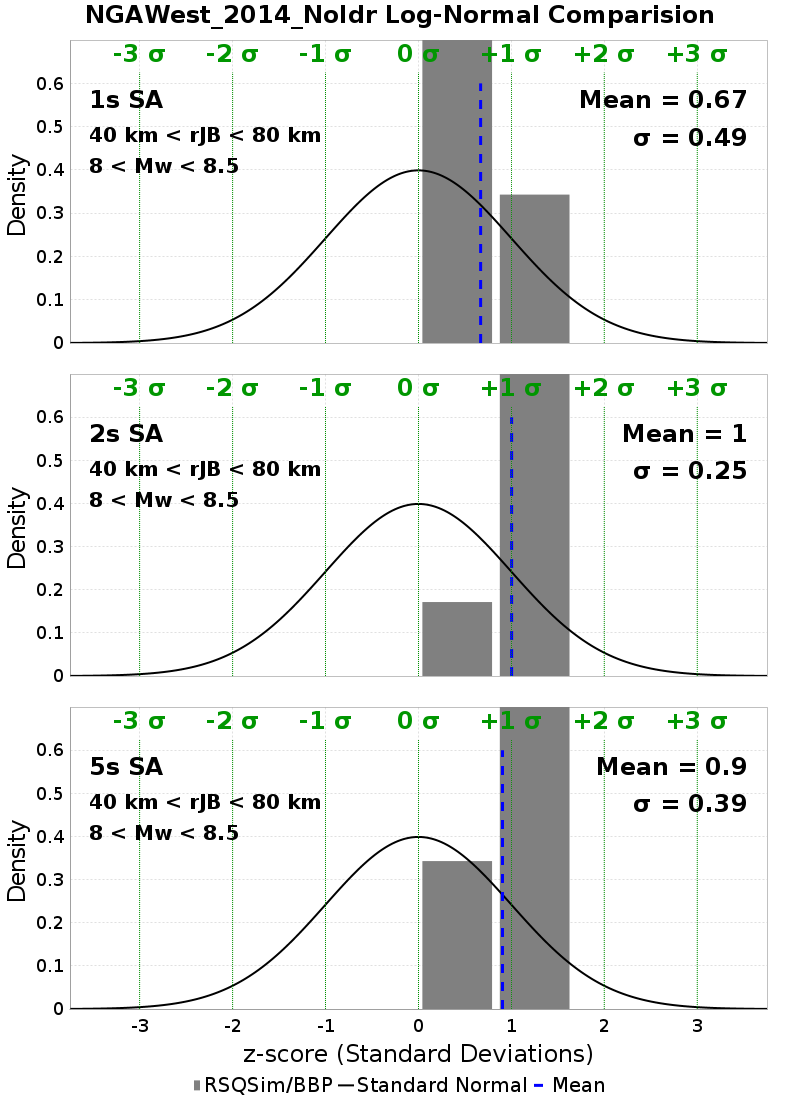 NGAWest_2014_NoIdr Log-Normal Comparision
-3 σ -2 σ -1 σ 0 σ +1 σ +2 σ +3 σ
1s SA
Mean = 0.67
40 km < rJB < 80 km
σ = 0.49
8 < Mw < 8.5
Density
0.6
0.5
0.4
0.3
0.2
0.1
0
-3 σ -2 σ -1 σ 0 σ +1 σ +2 σ +3 σ
2s SA
Mean = 1
40 km < rJB < 80 km
σ = 0.25
8 < Mw < 8.5
Density
0.6
0.5
0.4
0.3
0.2
0.1
0
-3 σ -2 σ -1 σ 0 σ +1 σ +2 σ +3 σ
5s SA
Mean = 0.9
40 km < rJB < 80 km
σ = 0.39
8 < Mw < 8.5
Density
0.6
0.5
0.4
0.3
0.2
0.1
0
-3 -2 -1 0 1 2 3
z-score (Standard Deviations)
RSQSim/BBP Standard Normal Mean